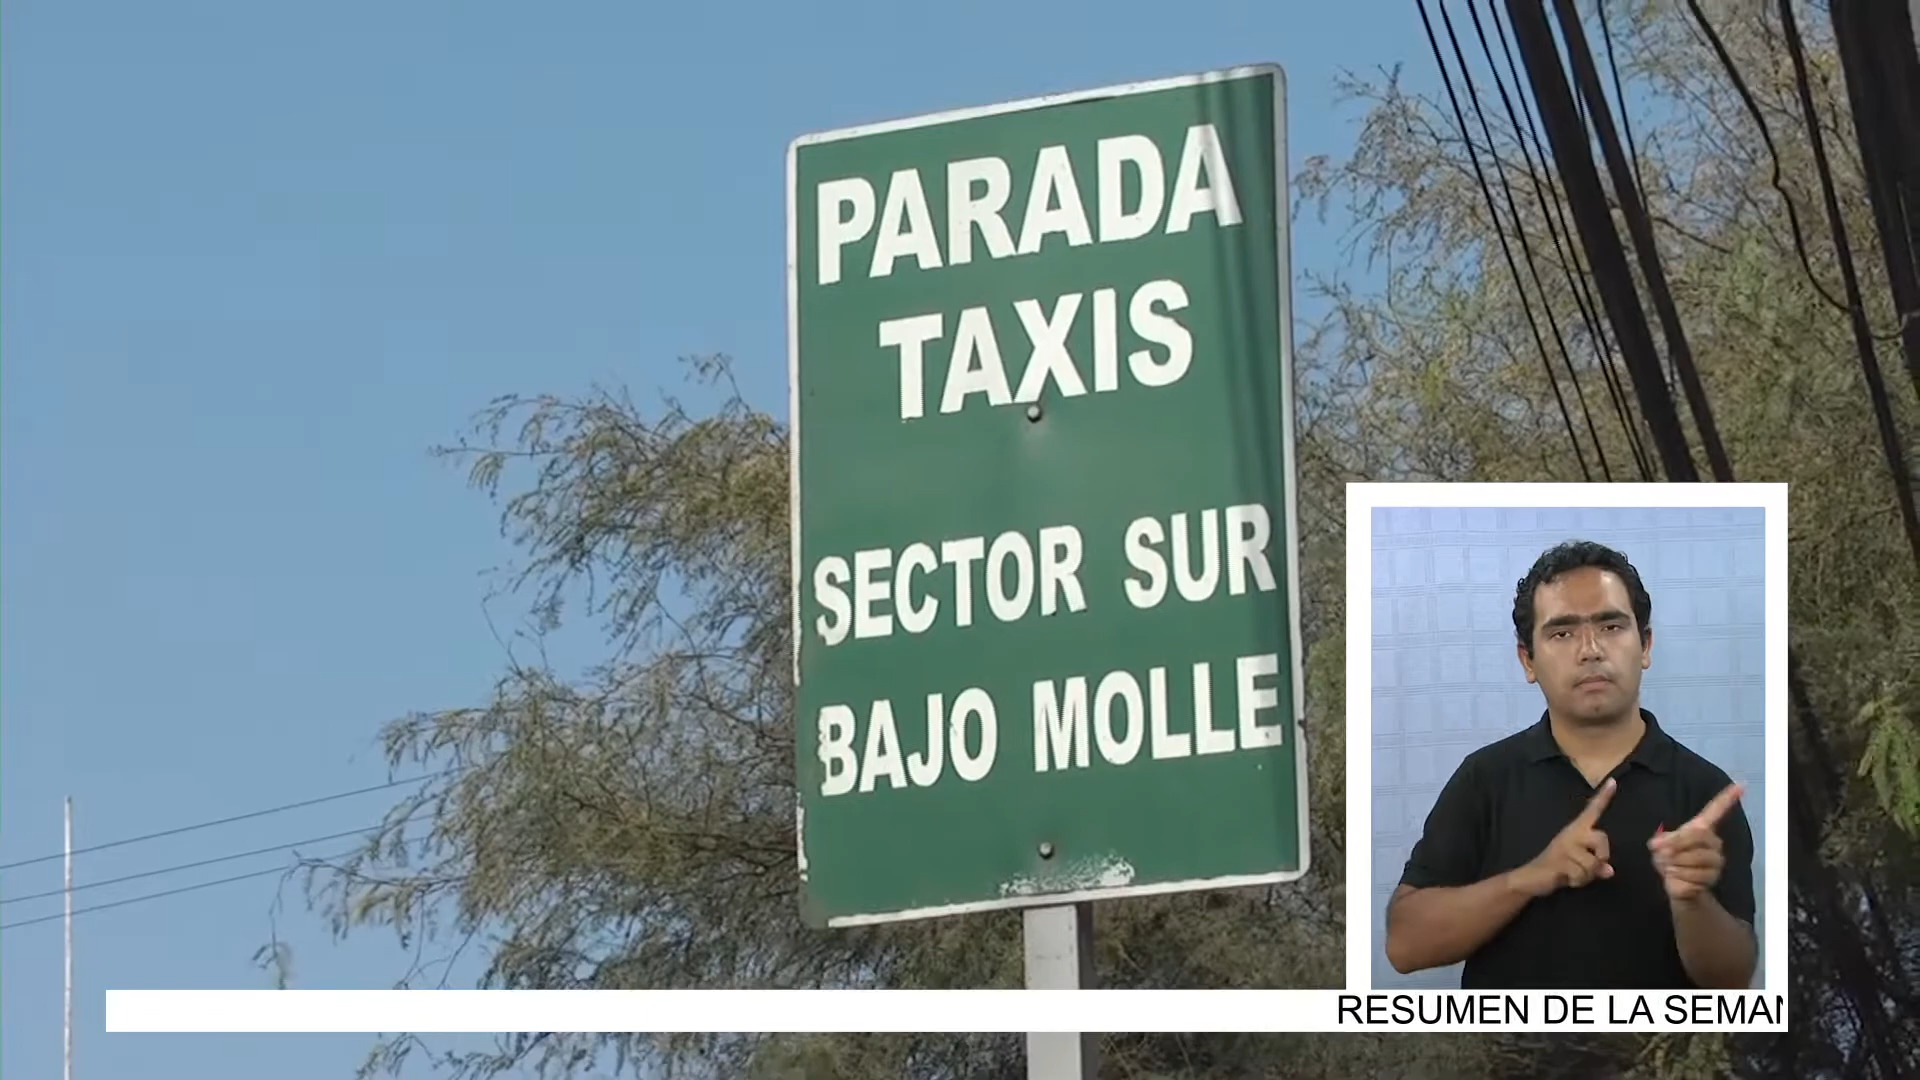 PARADA
TAXIS
SECTOR SUR
BAJO MOLLE
RESUMEN DE LA